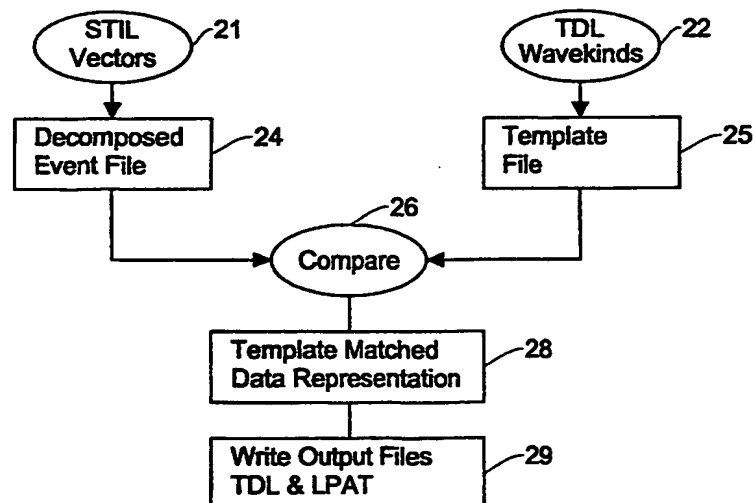 STIL
Vectors
21
TDL
Wavekinds
22
Decomposed
Event File
24
Template
File
25
26
Compare
Template Matched
Data Representation
28
Write Output Files
TDL & LPAT
29